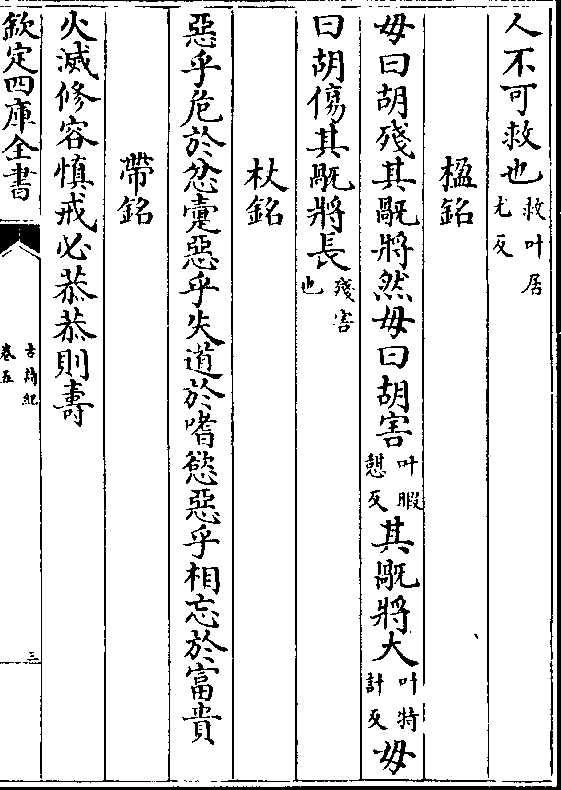 人不可救也救叶居尤反
楹銘
毋曰胡殘其𤜤將然毋曰胡害叶暇憇反其𤜤將大叶特計反毋
曰胡傷其𤜤將長殘害也
杖銘
惡乎危於忿疐惡乎失道於嗜慾惡乎相忘於富貴
帶銘
火滅修容慎戒必恭恭則壽
欽定四庫全書
古詩紀
卷五
三